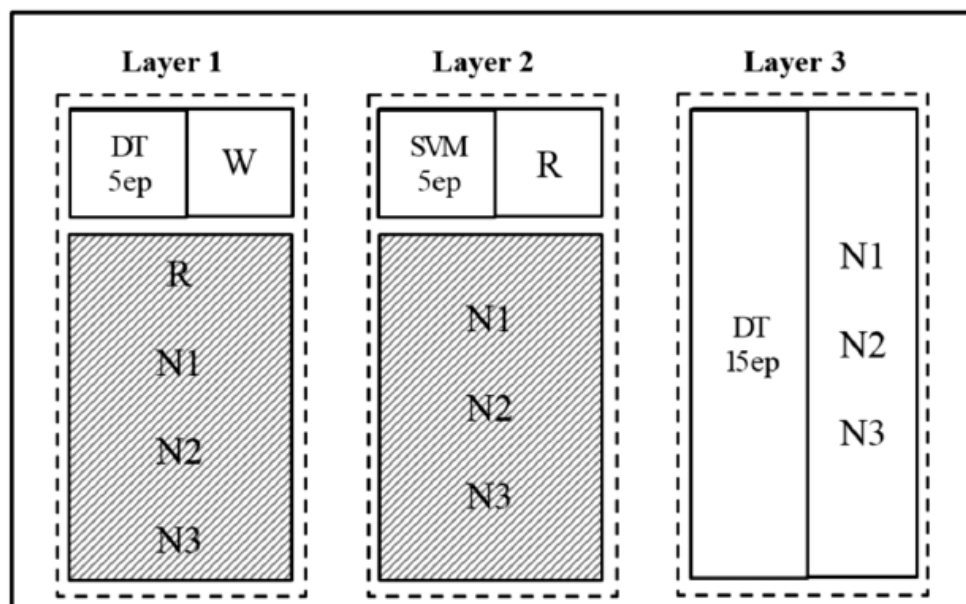 Layer 1
DT
5ep
W
R
N1
N2
N3
Layer 2
SVM
5ep
R
N1
N2
N3
Layer 3
DT
15ep
N1
N2
N3